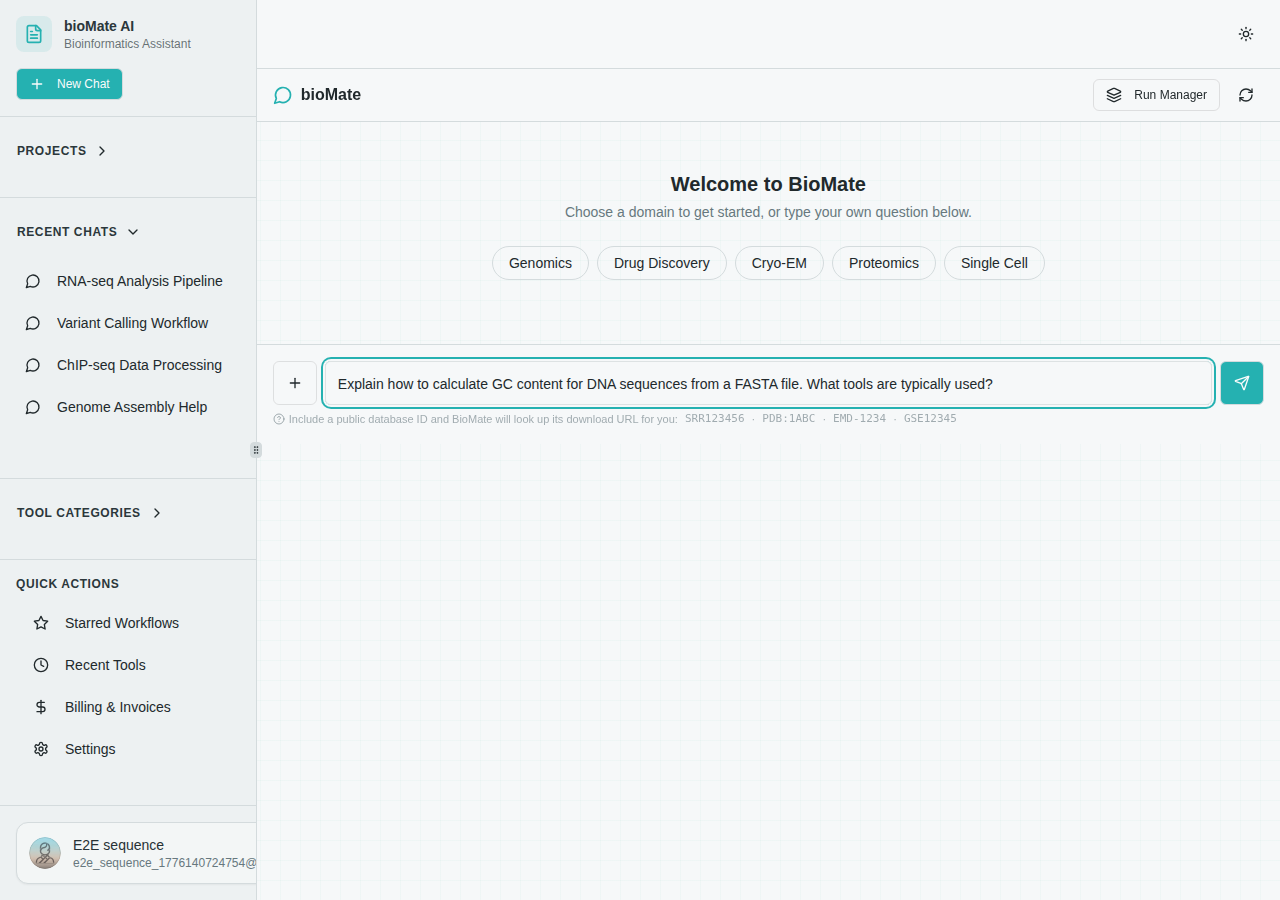 bioMate AI
Bioinformatics Assistant
New Chat
PROJECTS
RECENT CHATS
RNA-seq Analysis Pipeline
Variant Calling Workflow
ChIP-seq Data Processing
Genome Assembly Help
TOOL CATEGORIES
QUICK ACTIONS
Starred Workflows
Recent Tools
Billing & Invoices
Settings
E2E sequence
e2e_sequence_1776140724754@
bioMate
Run Manager
Welcome to BioMate
Choose a domain to get started, or type your own question below.
Genomics
Drug Discovery
Cryo-EM
Proteomics
Single Cell
Explain how to calculate GC content for DNA sequences from a FASTA file. What tools are typically used?
Include a public database ID and BioMate will look up its download URL for you: SRR123456 · PDB:1ABC · EMD-1234 · GSE12345